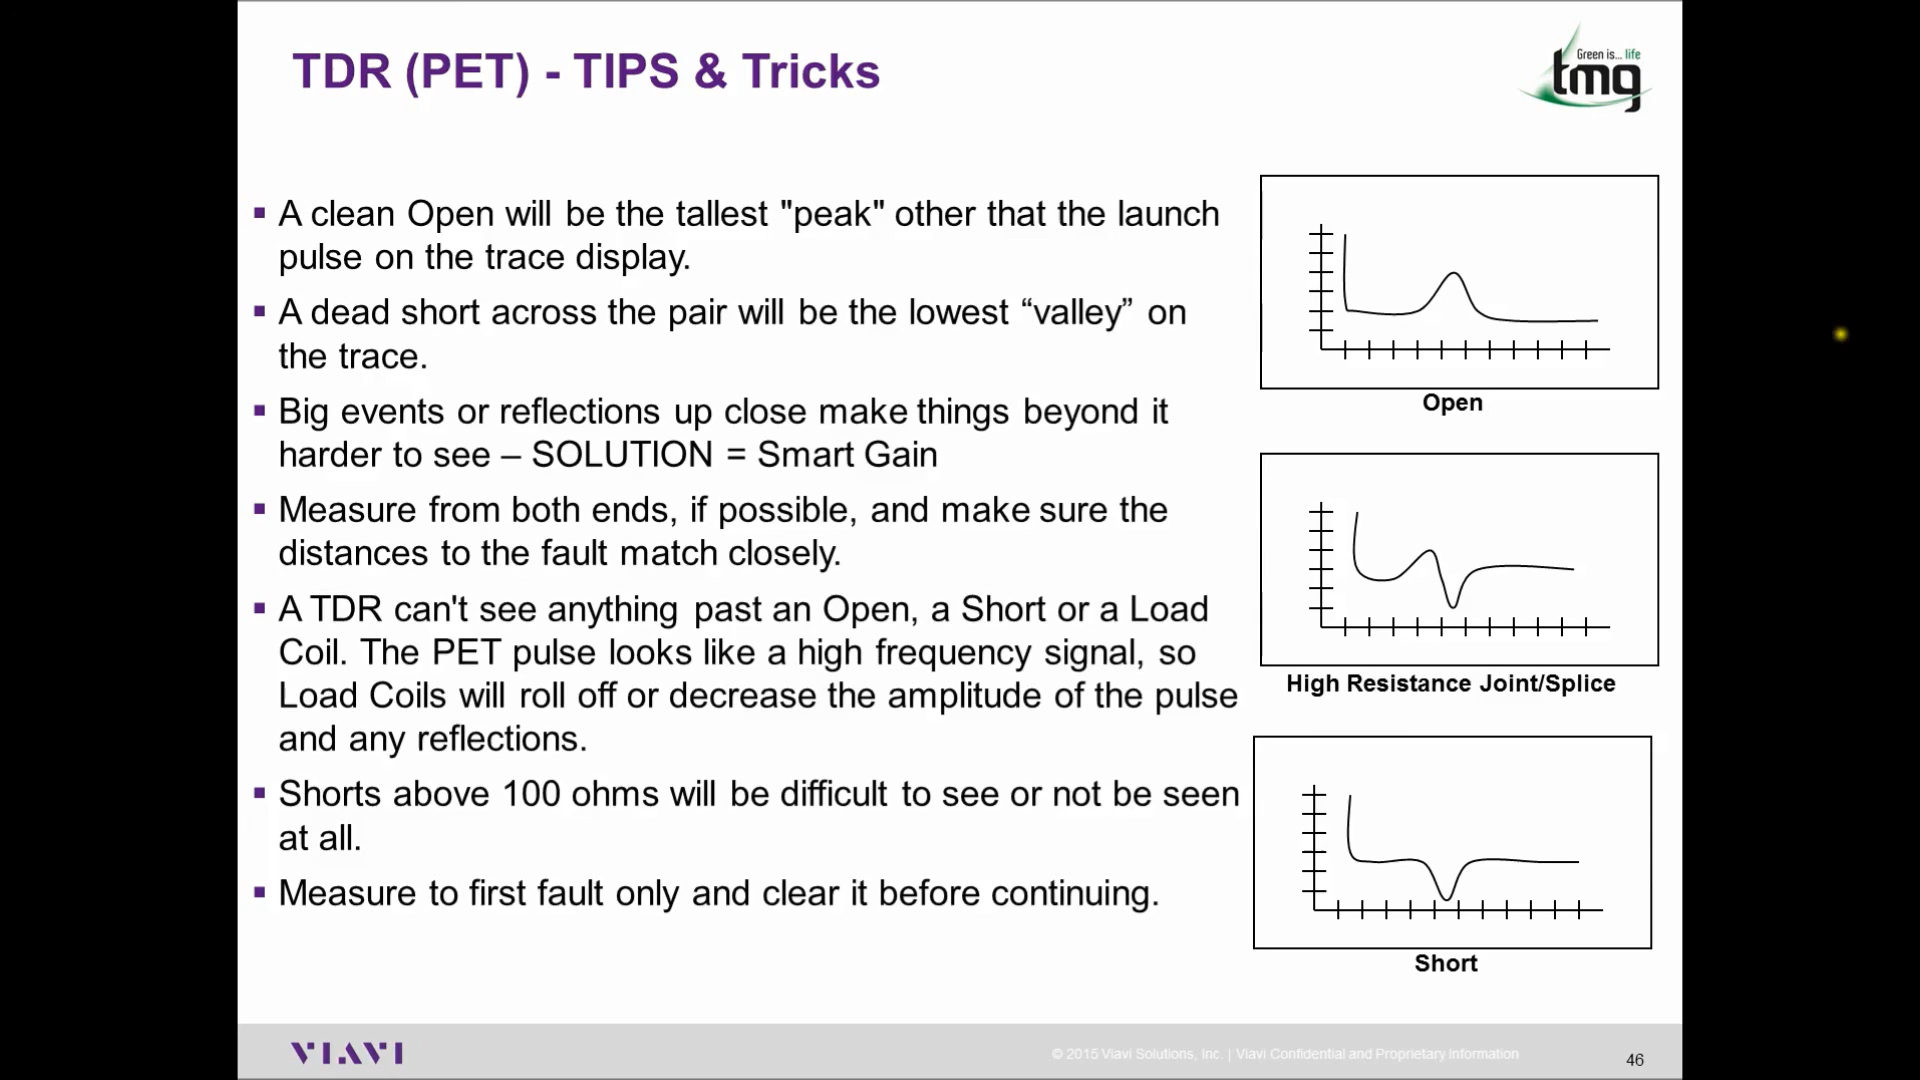 TDR (PET) - TIPS & Tricks
Green is... life
tmg
▪ A clean Open will be the tallest "peak" other that the launch
pulse on the trace display.
▪ A dead short across the pair will be the lowest “valley” on
the trace.
▪ Big events or reflections up close make things beyond it
harder to see – SOLUTION = Smart Gain
▪ Measure from both ends, if possible, and make sure the
distances to the fault match closely.
▪ A TDR can't see anything past an Open, a Short or a Load
Coil. The PET pulse looks like a high frequency signal, so
Load Coils will roll off or decrease the amplitude of the pulse
and any reflections.
▪ Shorts above 100 ohms will be difficult to see or not be seen
at all.
▪ Measure to first fault only and clear it before continuing.
Open
High Resistance Joint/Splice
Short
VIAVI
© 2015 Viavi Solutions, Inc. | Viavi Confidential and Proprietary Information
46